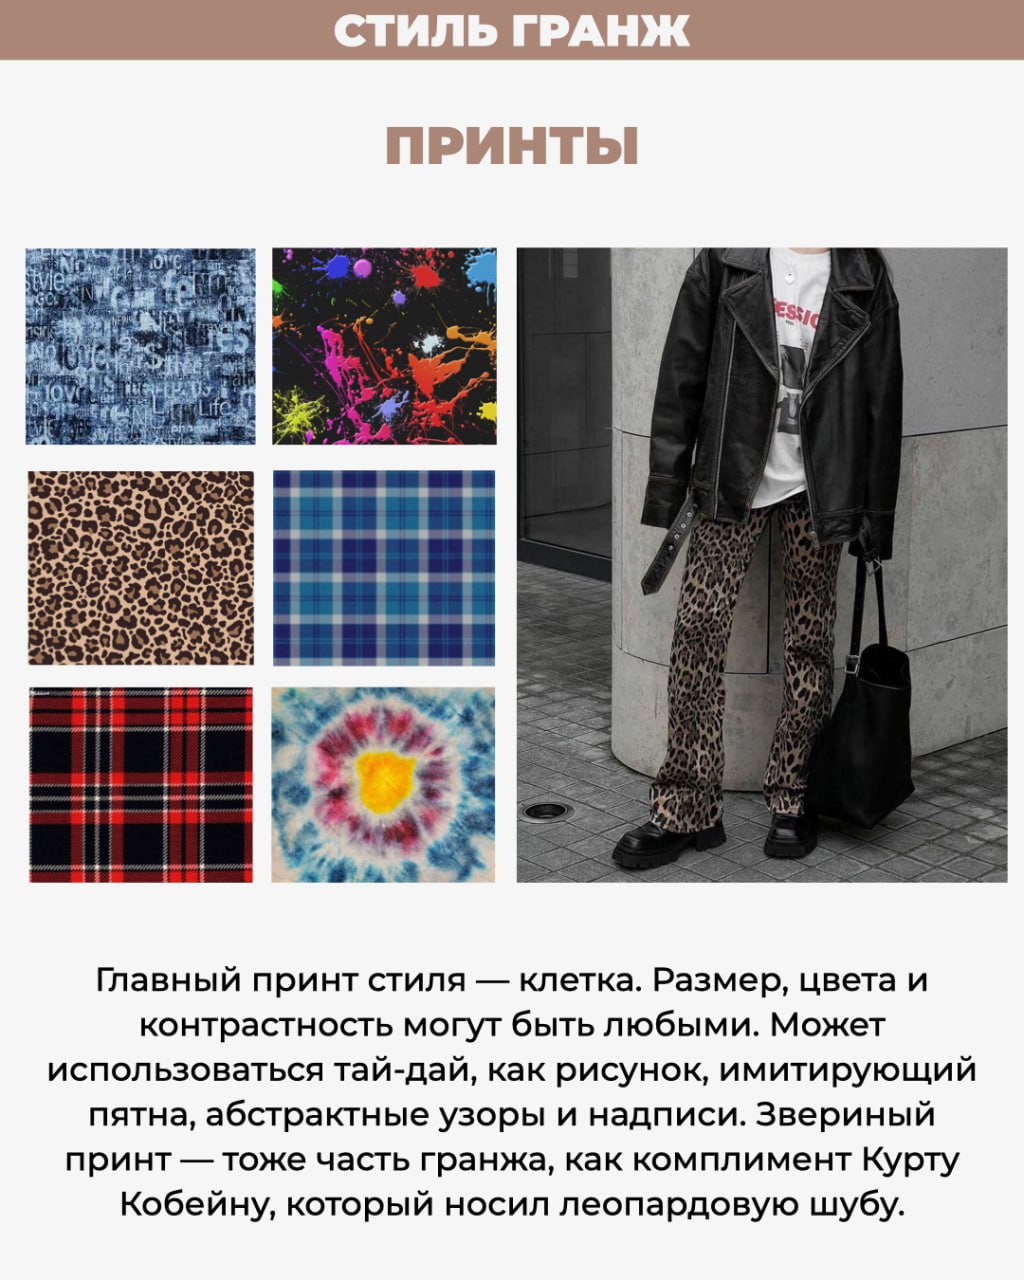 СТИЛЬ ГРАНЖ
ПРИНТЫ
Главный принт стиля — клетка. Размер, цвета и
контрастность могут быть любыми. Может
использоваться тай-дай, как рисунок, имитирующий
пятна, абстрактные узоры и надписи. Звериный
принт — тоже часть гранжа, как комплимент Курту
Кобейну, который носил леопардовую шубу.